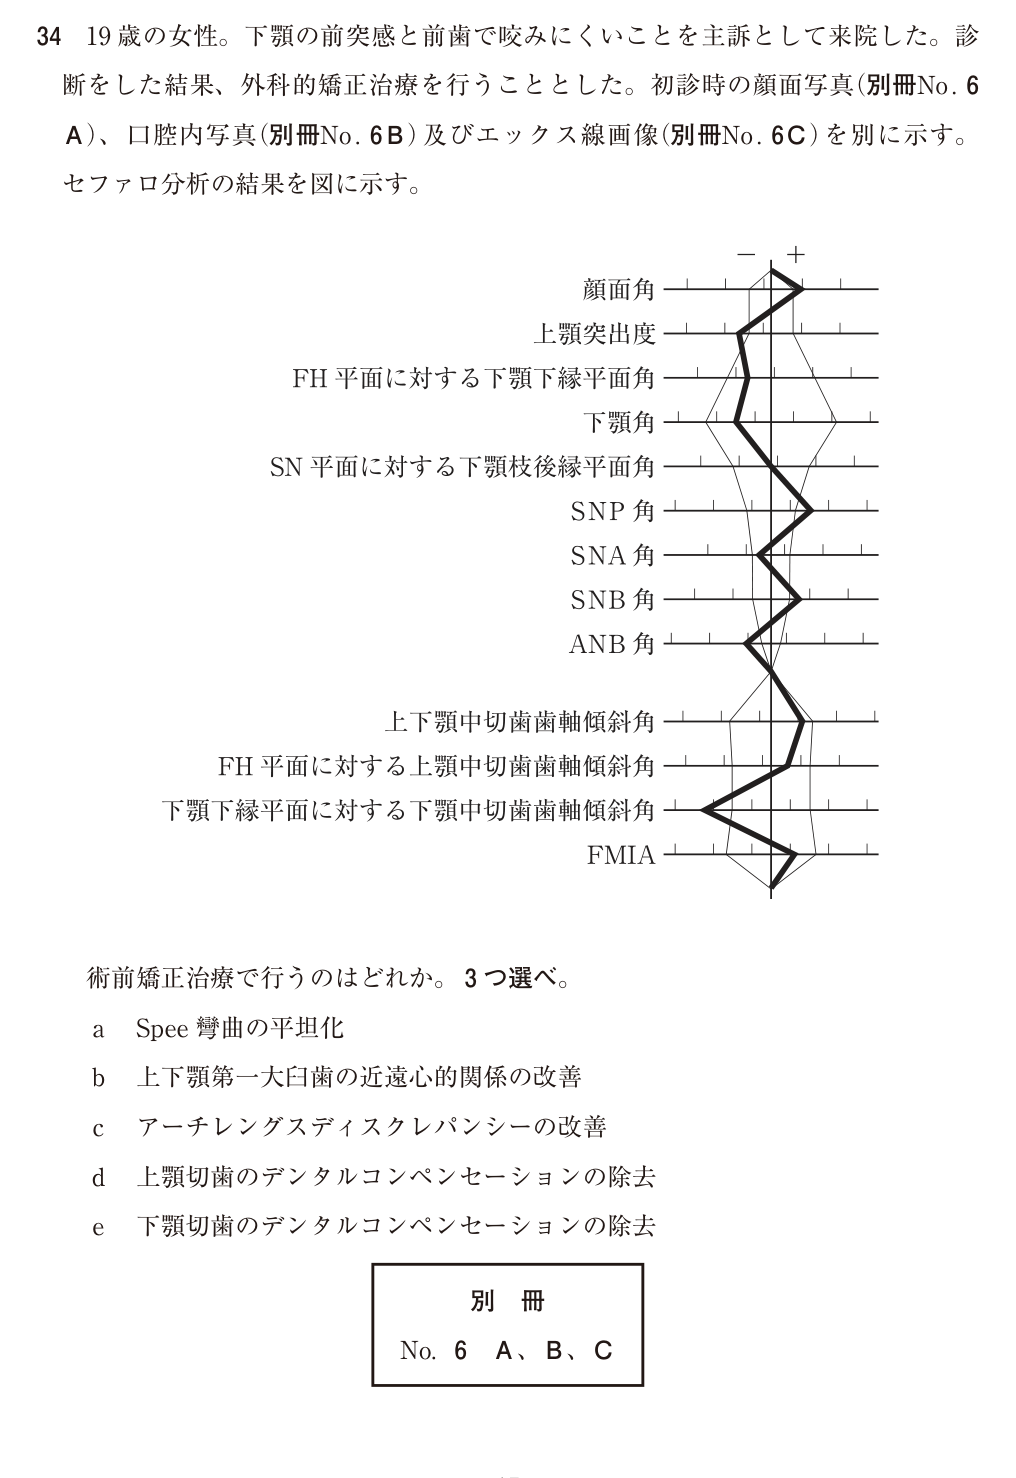 34 19歳の女性。下顎の前突感と前歯で咬みにくいことを主訴として来院した。診
断をした結果、外科的矯正治療を行うこととした。初診時の顔面写真(別冊No. 6
A)、口腔内写真(別冊No. 6B)及びエックス線画像(別冊No. 6C)を別に示す。
セファロ分析の結果を図に示す。
− +
顔面角
上顎突出度
FH 平面に対する下顎下縁平面角
下顎角
SN 平面に対する下顎枝後縁平面角
SNP 角
SNA 角
SNB 角
ANB 角
上下顎中切歯歯軸傾斜角
FH 平面に対する上顎中切歯歯軸傾斜角
下顎下縁平面に対する下顎中切歯歯軸傾斜角
FMIA
術前矯正治療で行うのはどれか。3つ選べ。
a Spee 彎曲の平坦化
b 上下顎第一大臼歯の近遠心的関係の改善
c アーチレングスディスクレパンシーの改善
d 上顎切歯のデンタルコンペンセーションの除去
e 下顎切歯のデンタルコンペンセーションの除去
別 冊
No. 6 A、B、C